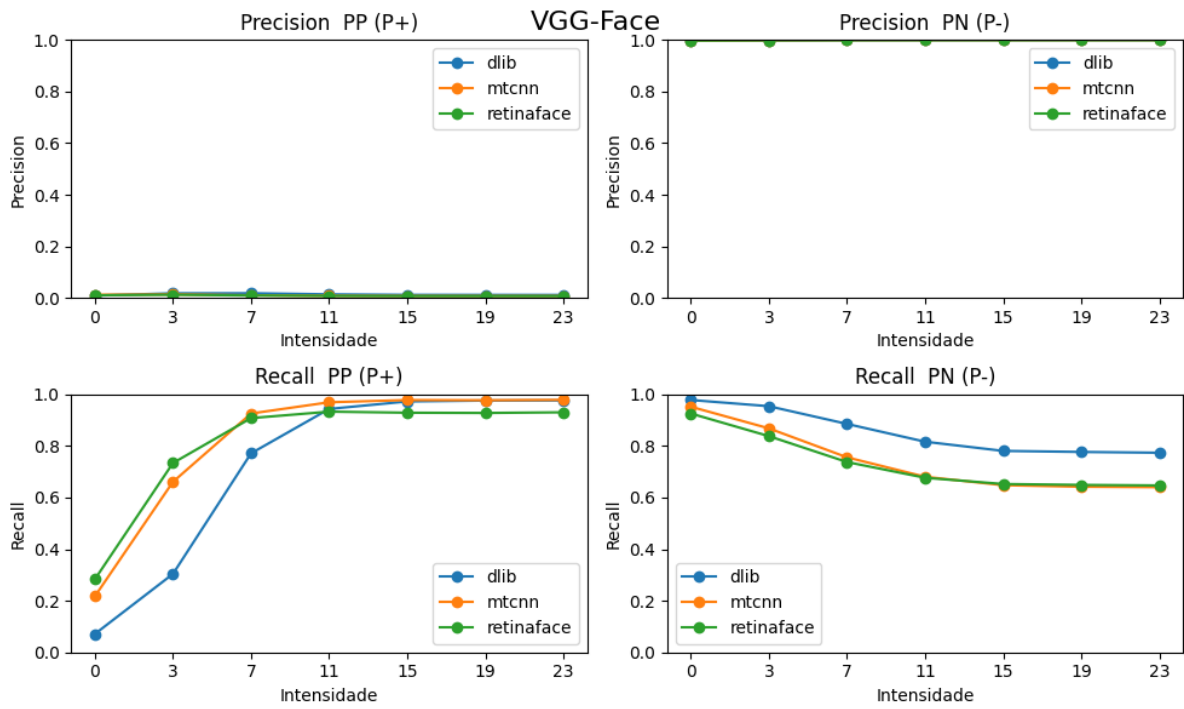 VGG-Face
Precision PP (P+)
Precision
1.0
0.8
0.6
0.4
0.2
0.0
dlib
mtcnn
retinaface
0 3 7 11 15 19 23
Intensidade
Precision PN (P-)
Precision
1.0
0.8
0.6
0.4
0.2
0.0
dlib
mtcnn
retinaface
0 3 7 11 15 19 23
Intensidade
Recall PP (P+)
Recall
1.0
0.8
0.6
0.4
0.2
0.0
dlib
mtcnn
retinaface
0 3 7 11 15 19 23
Intensidade
Recall PN (P-)
Recall
1.0
0.8
0.6
0.4
0.2
0.0
dlib
mtcnn
retinaface
0 3 7 11 15 19 23
Intensidade